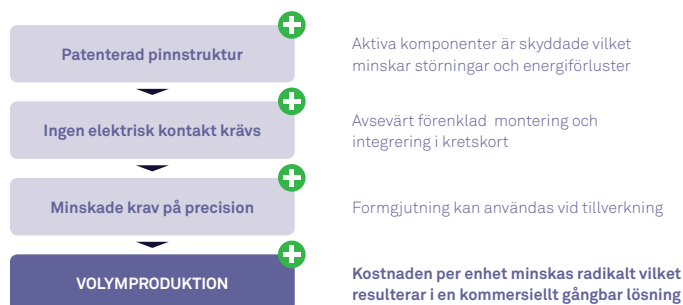 Patenterad pinnstruktur
Aktiva komponenter är skyddade vilket
minskar störningar och energiförluster
Ingen elektrisk kontakt krävs
Avsevärt förenklad montering och
integrering i kretskort
Minskade krav på precision
Formgjutning kan användas vid tillverkning
VOLYMPRODUKTION
Kostnaden per enhet minskas radikalt vilket
resulterar i en kommersiellt gångbar lösning